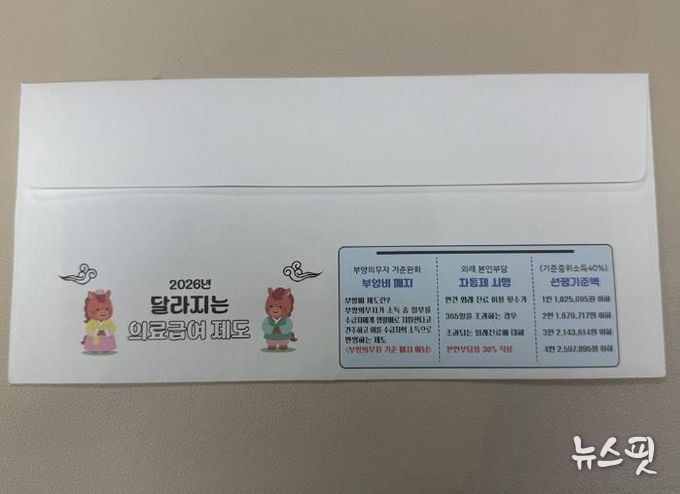 2026년
달라지는
의료급여 제도
부양의무자 기준완화
부양비 폐지
부양비 제도란?
부양의무자가 소득 중 일부를
수급자에게 생활비로 지원한다고
간주하고 이를 수급자의 소득으로
반영하는 제도
(부양의무자 기준 폐지 아님)
외래 본인부담
차등제 시행
연간 외래 진료 이용 횟수가
365일을 초과하는 경우
초과되는 외래진료에 대해
본인부담율 30% 적용
(기준중위소득40%)
선정기준액
1인 1,025,695원 이하
2인 1,679,717원 이하
3인 2,143,614원 이하
4인 2,597,895원 이하
뉴스핏